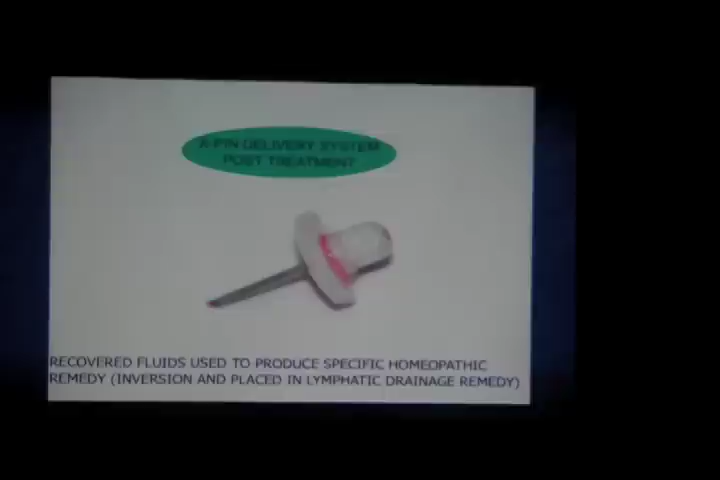 X-PIN DELIVERY SYSTEM
POST TREATMENT
RECOVERED FLUIDS USED TO PRODUCE SPECIFIC HOMEOPATHIC
REMEDY (INVERSION AND PLACED IN LYMPHATIC DRAINAGE REMEDY)